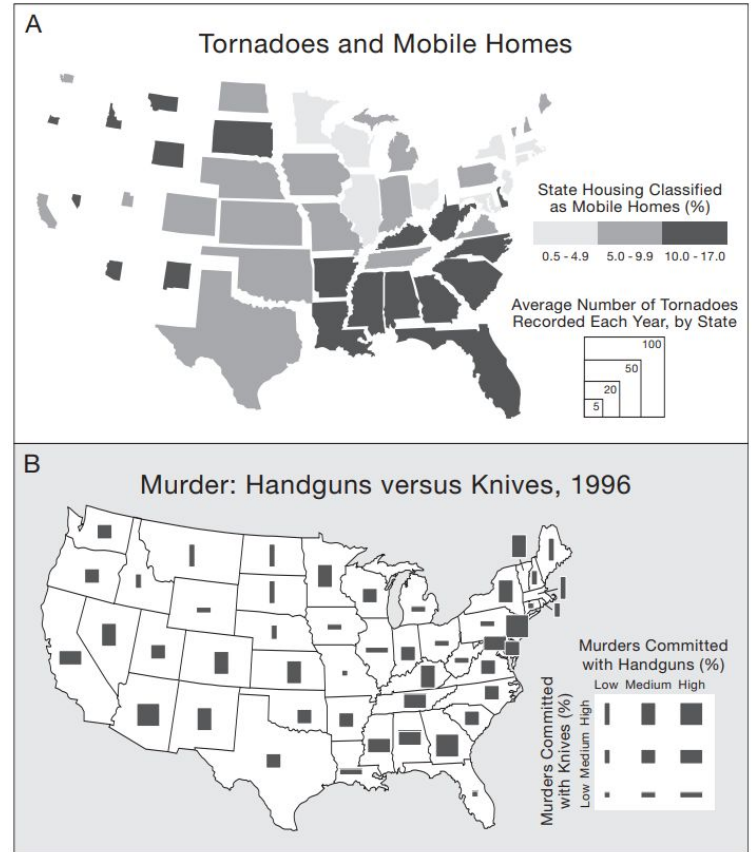 A
Tornadoes and Mobile Homes
State Housing Classified
as Mobile Homes (%)
0.5 - 4.9 5.0 - 9.9 10.0 - 17.0
Average Number of Tornadoes
Recorded Each Year, by State
100
50
20
5
B
Murder: Handguns versus Knives, 1996
Murders Committed
with Handguns (%)
Low Medium High
Murders Committed
with Knives (%)
Low Medium High